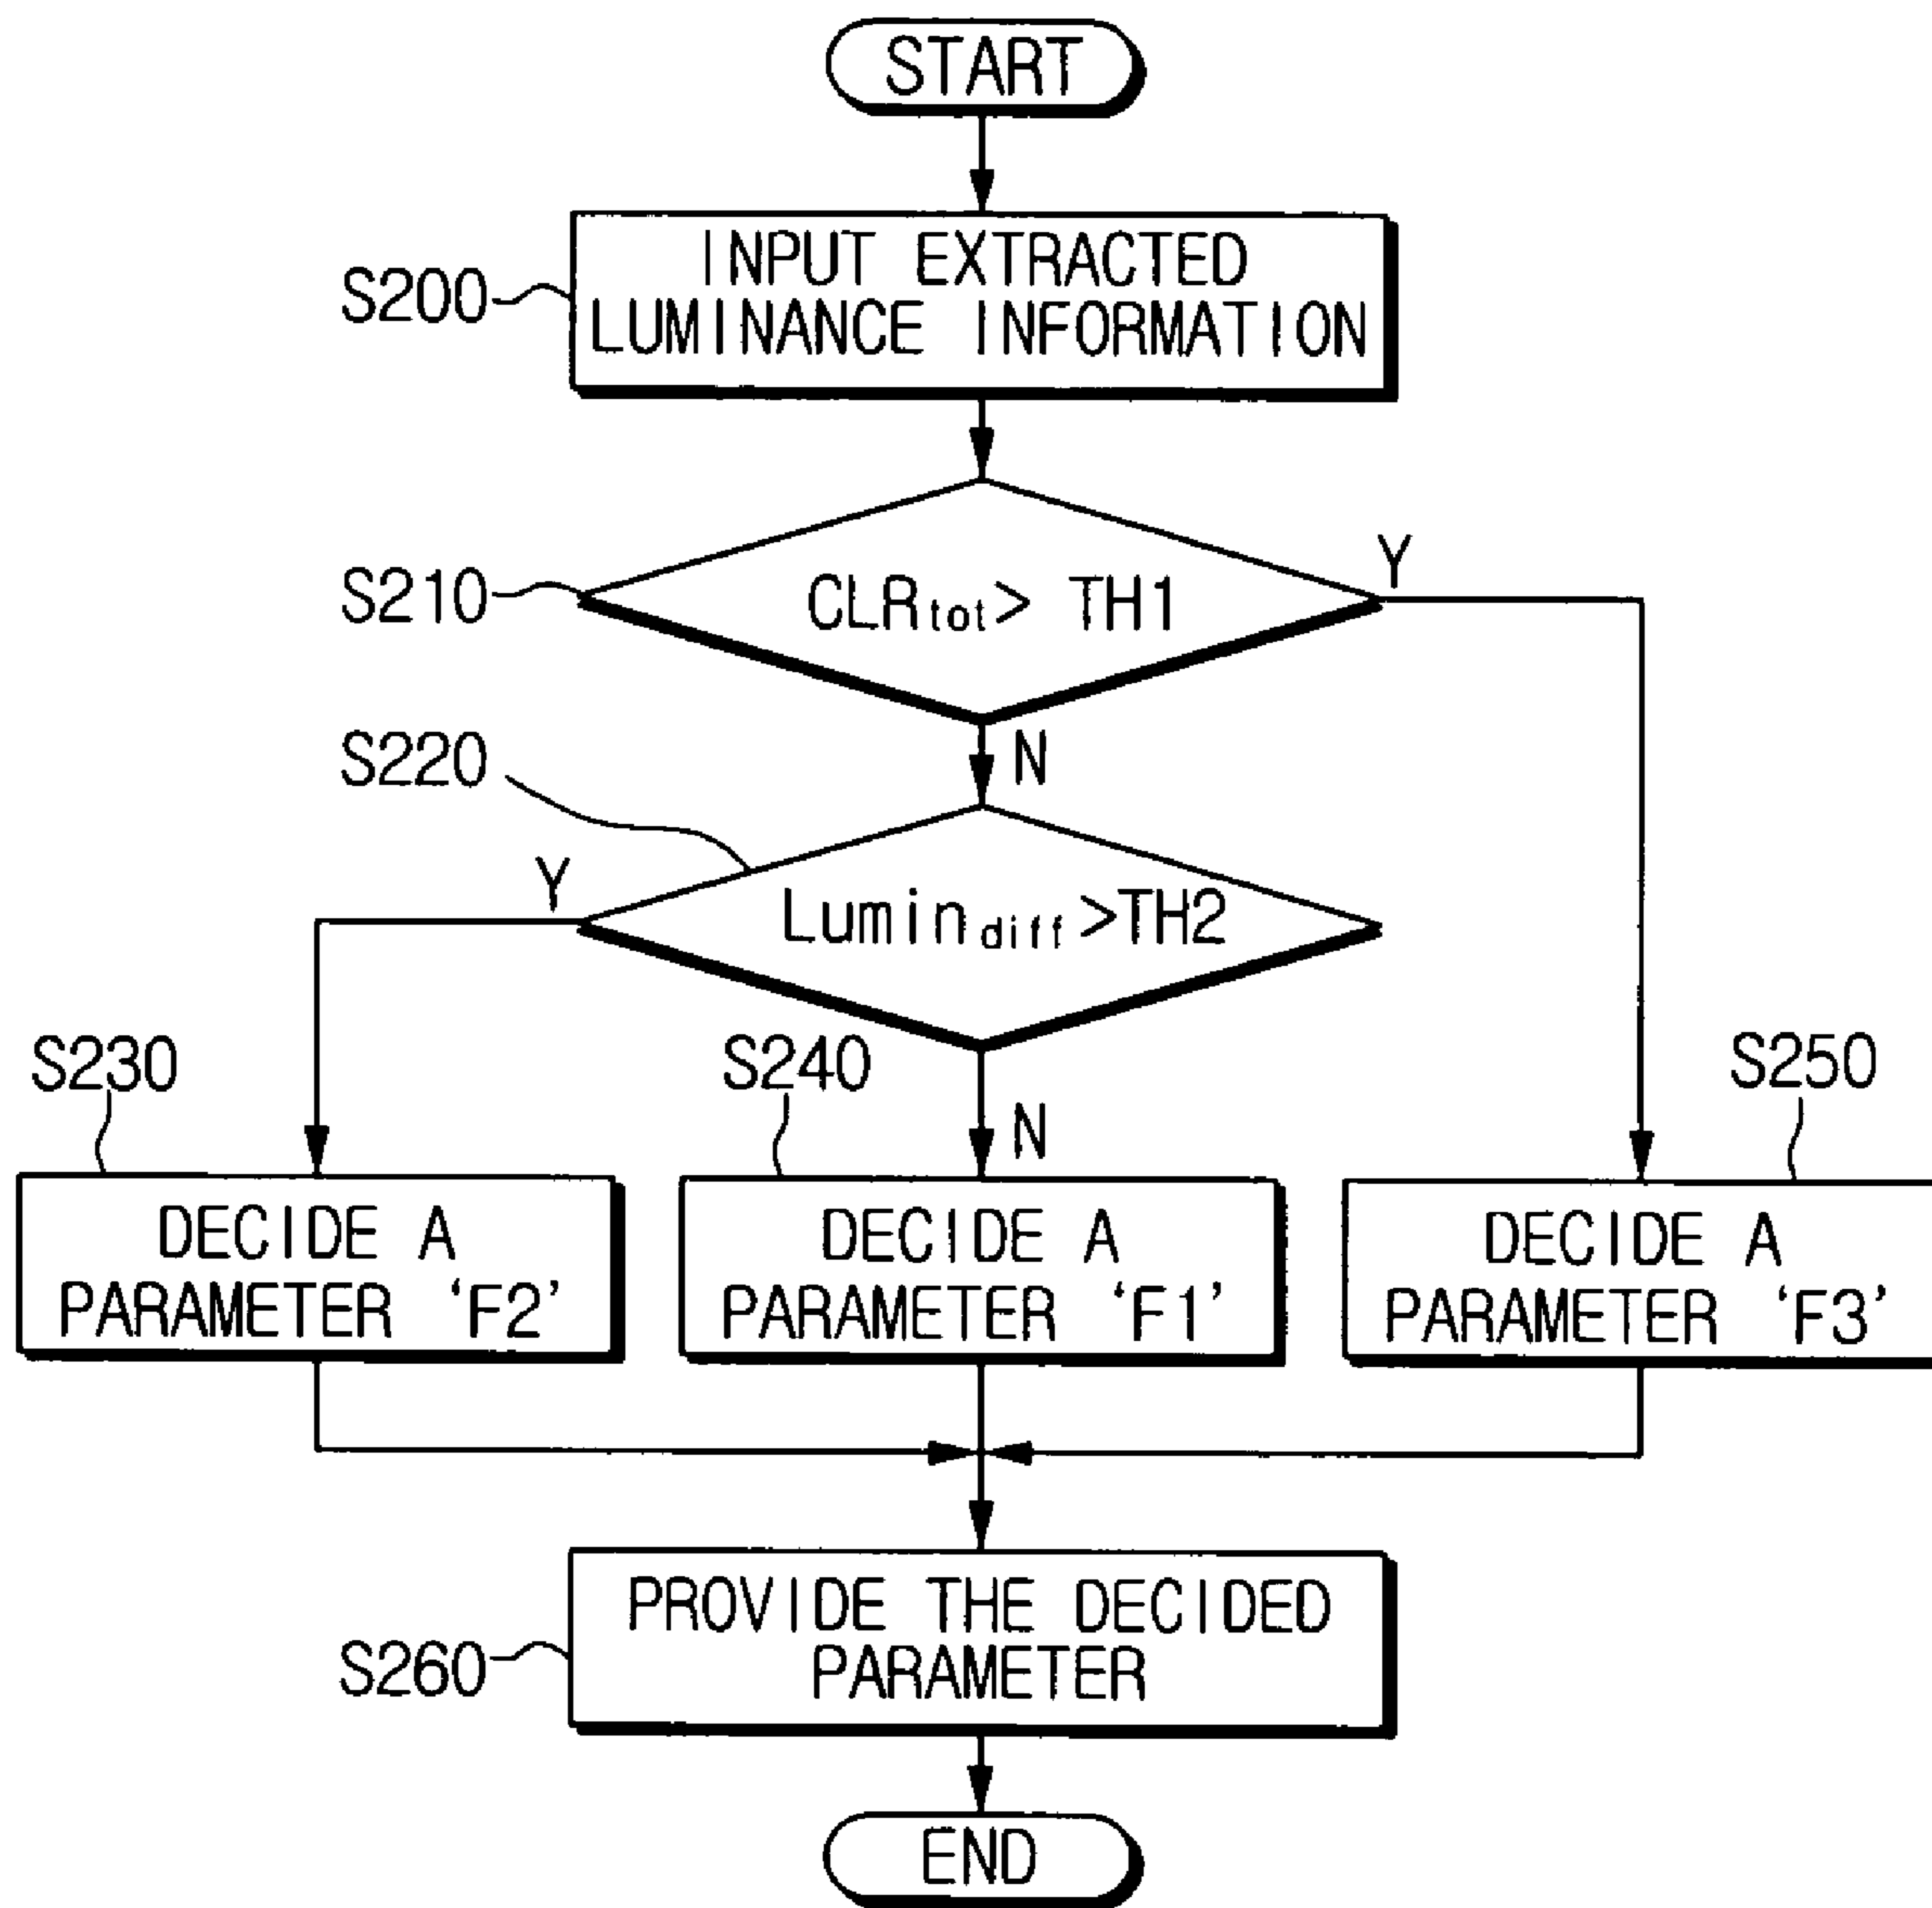 START
S200
INPUT EXTRACTED
LUMINANCE INFORMATION
S210
CLRtot> TH1
Y
N
S220
Lumindiff>TH2
Y
N
S230
DECIDE A
PARAMETER ‘F2’
S240
DECIDE A
PARAMETER ‘F1’
S250
DECIDE A
PARAMETER ‘F3’
S260
PROVIDE THE DECIDED
PARAMETER
END